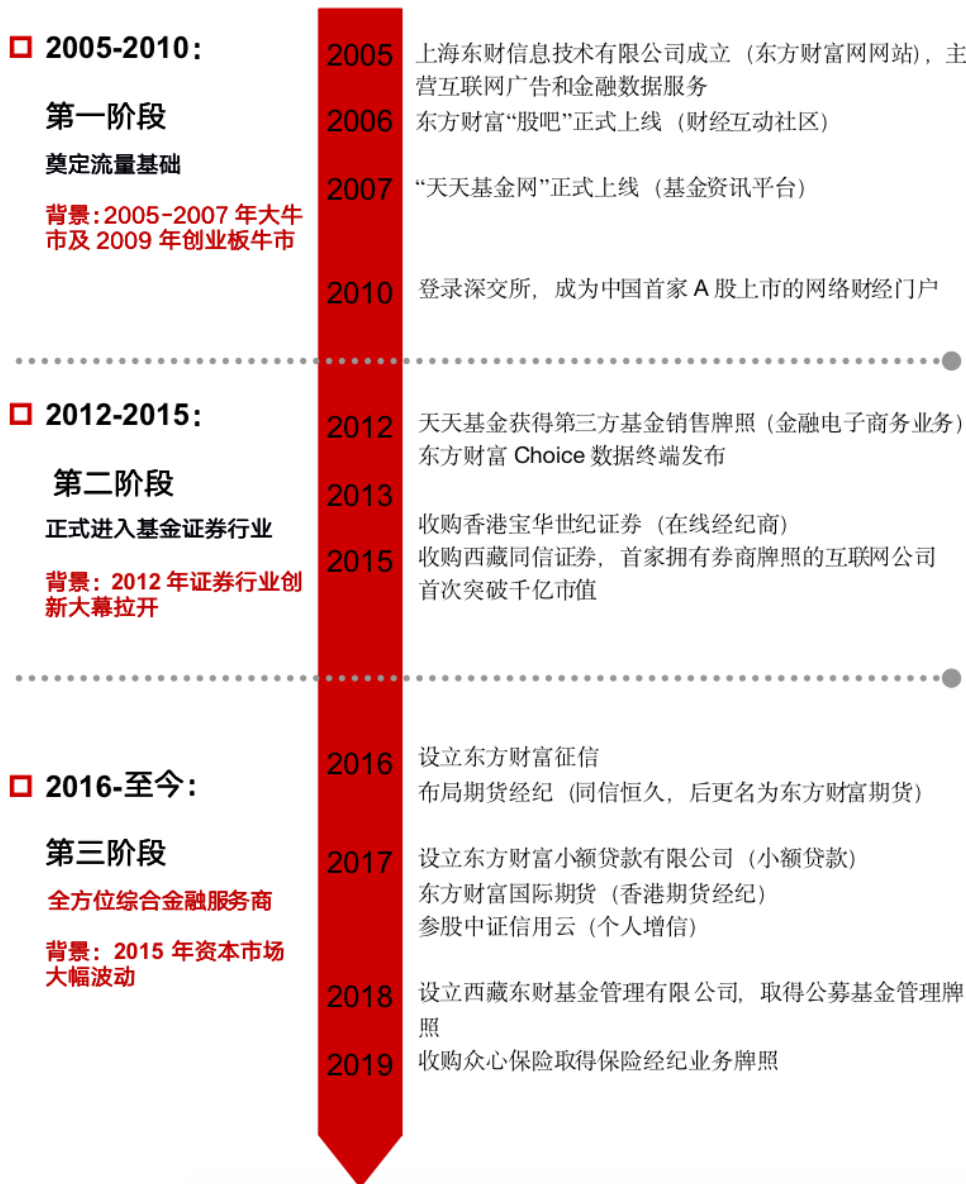 2005-2010：
第一阶段
奠定流量基础
背景：2005-2007 年大牛
市及 2009 年创业板牛市
2005
上海东财信息技术有限公司成立（东方财富网网站），主
营互联网广告和金融数据服务
2006
东方财富“股吧”正式上线（财经互动社区）
2007
“天天基金网”正式上线（基金资讯平台）
2010
登录深交所，成为中国首家 A 股上市的网络财经门户
2012-2015：
第二阶段
正式进入基金证券行业
背景：2012 年证券行业创
新大幕拉开
2012
天天基金获得第三方基金销售牌照（金融电子商务业务）
东方财富 Choice 数据终端发布
2013
收购香港宝华世纪证券（在线经纪商）
2015
收购西藏同信证券，首家拥有券商牌照的互联网公司
首次突破千亿市值
2016-至今：
第三阶段
全方位综合金融服务商
背景：2015 年资本市场
大幅波动
2016
设立东方财富征信
布局期货经纪（同信恒久，后更名为东方财富期货）
2017
设立东方财富小额贷款有限公司（小额贷款）
东方财富国际期货（香港期货经纪）
参股中证信用云（个人增信）
2018
设立西藏东财基金管理有限公司，取得公募基金管理牌
照
2019
收购众心保险取得保险经纪业务牌照